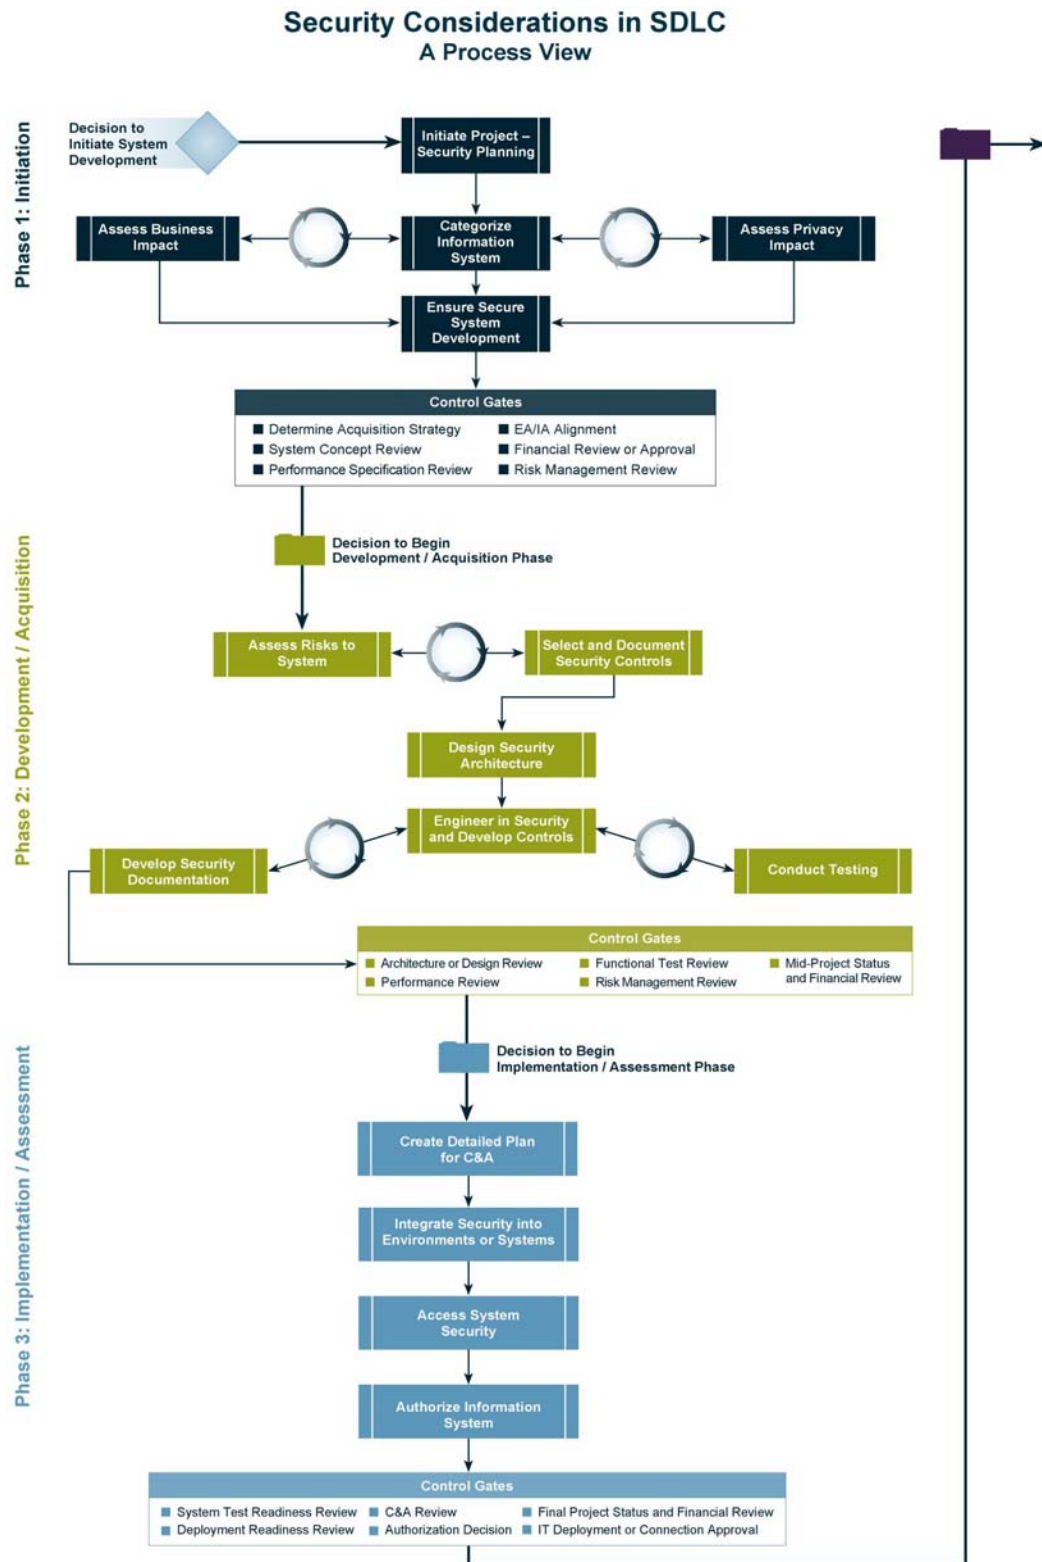 Security Considerations in SDLC
A Process View
Phase 1: Initiation
Decision to
Initiate System
Development
Initiate Project –
Security Planning
Assess Business
Impact
Categorize
Information
System
Assess Privacy
Impact
Ensure Secure
System
Development
Control Gates
Determine Acquisition Strategy
EA/IA Alignment
System Concept Review
Financial Review or Approval
Performance Specification Review
Risk Management Review
Phase 2: Development / Acquisition
Decision to Begin
Development / Acquisition Phase
Assess Risks to
System
Select and Document
Security Controls
Design Security
Architecture
Engineer in Security
and Develop Controls
Develop Security
Documentation
Conduct Testing
Control Gates
Architecture or Design Review
Functional Test Review
Mid-Project Status
and Financial Review
Performance Review
Risk Management Review
Phase 3: Implementation / Assessment
Decision to Begin
Implementation / Assessment Phase
Create Detailed Plan
for C&A
Integrate Security into
Environments or Systems
Access System
Security
Authorize Information
System
Control Gates
System Test Readiness Review
C&A Review
Final Project Status and Financial Review
Deployment Readiness Review
Authorization Decision
IT Deployment or Connection Approval